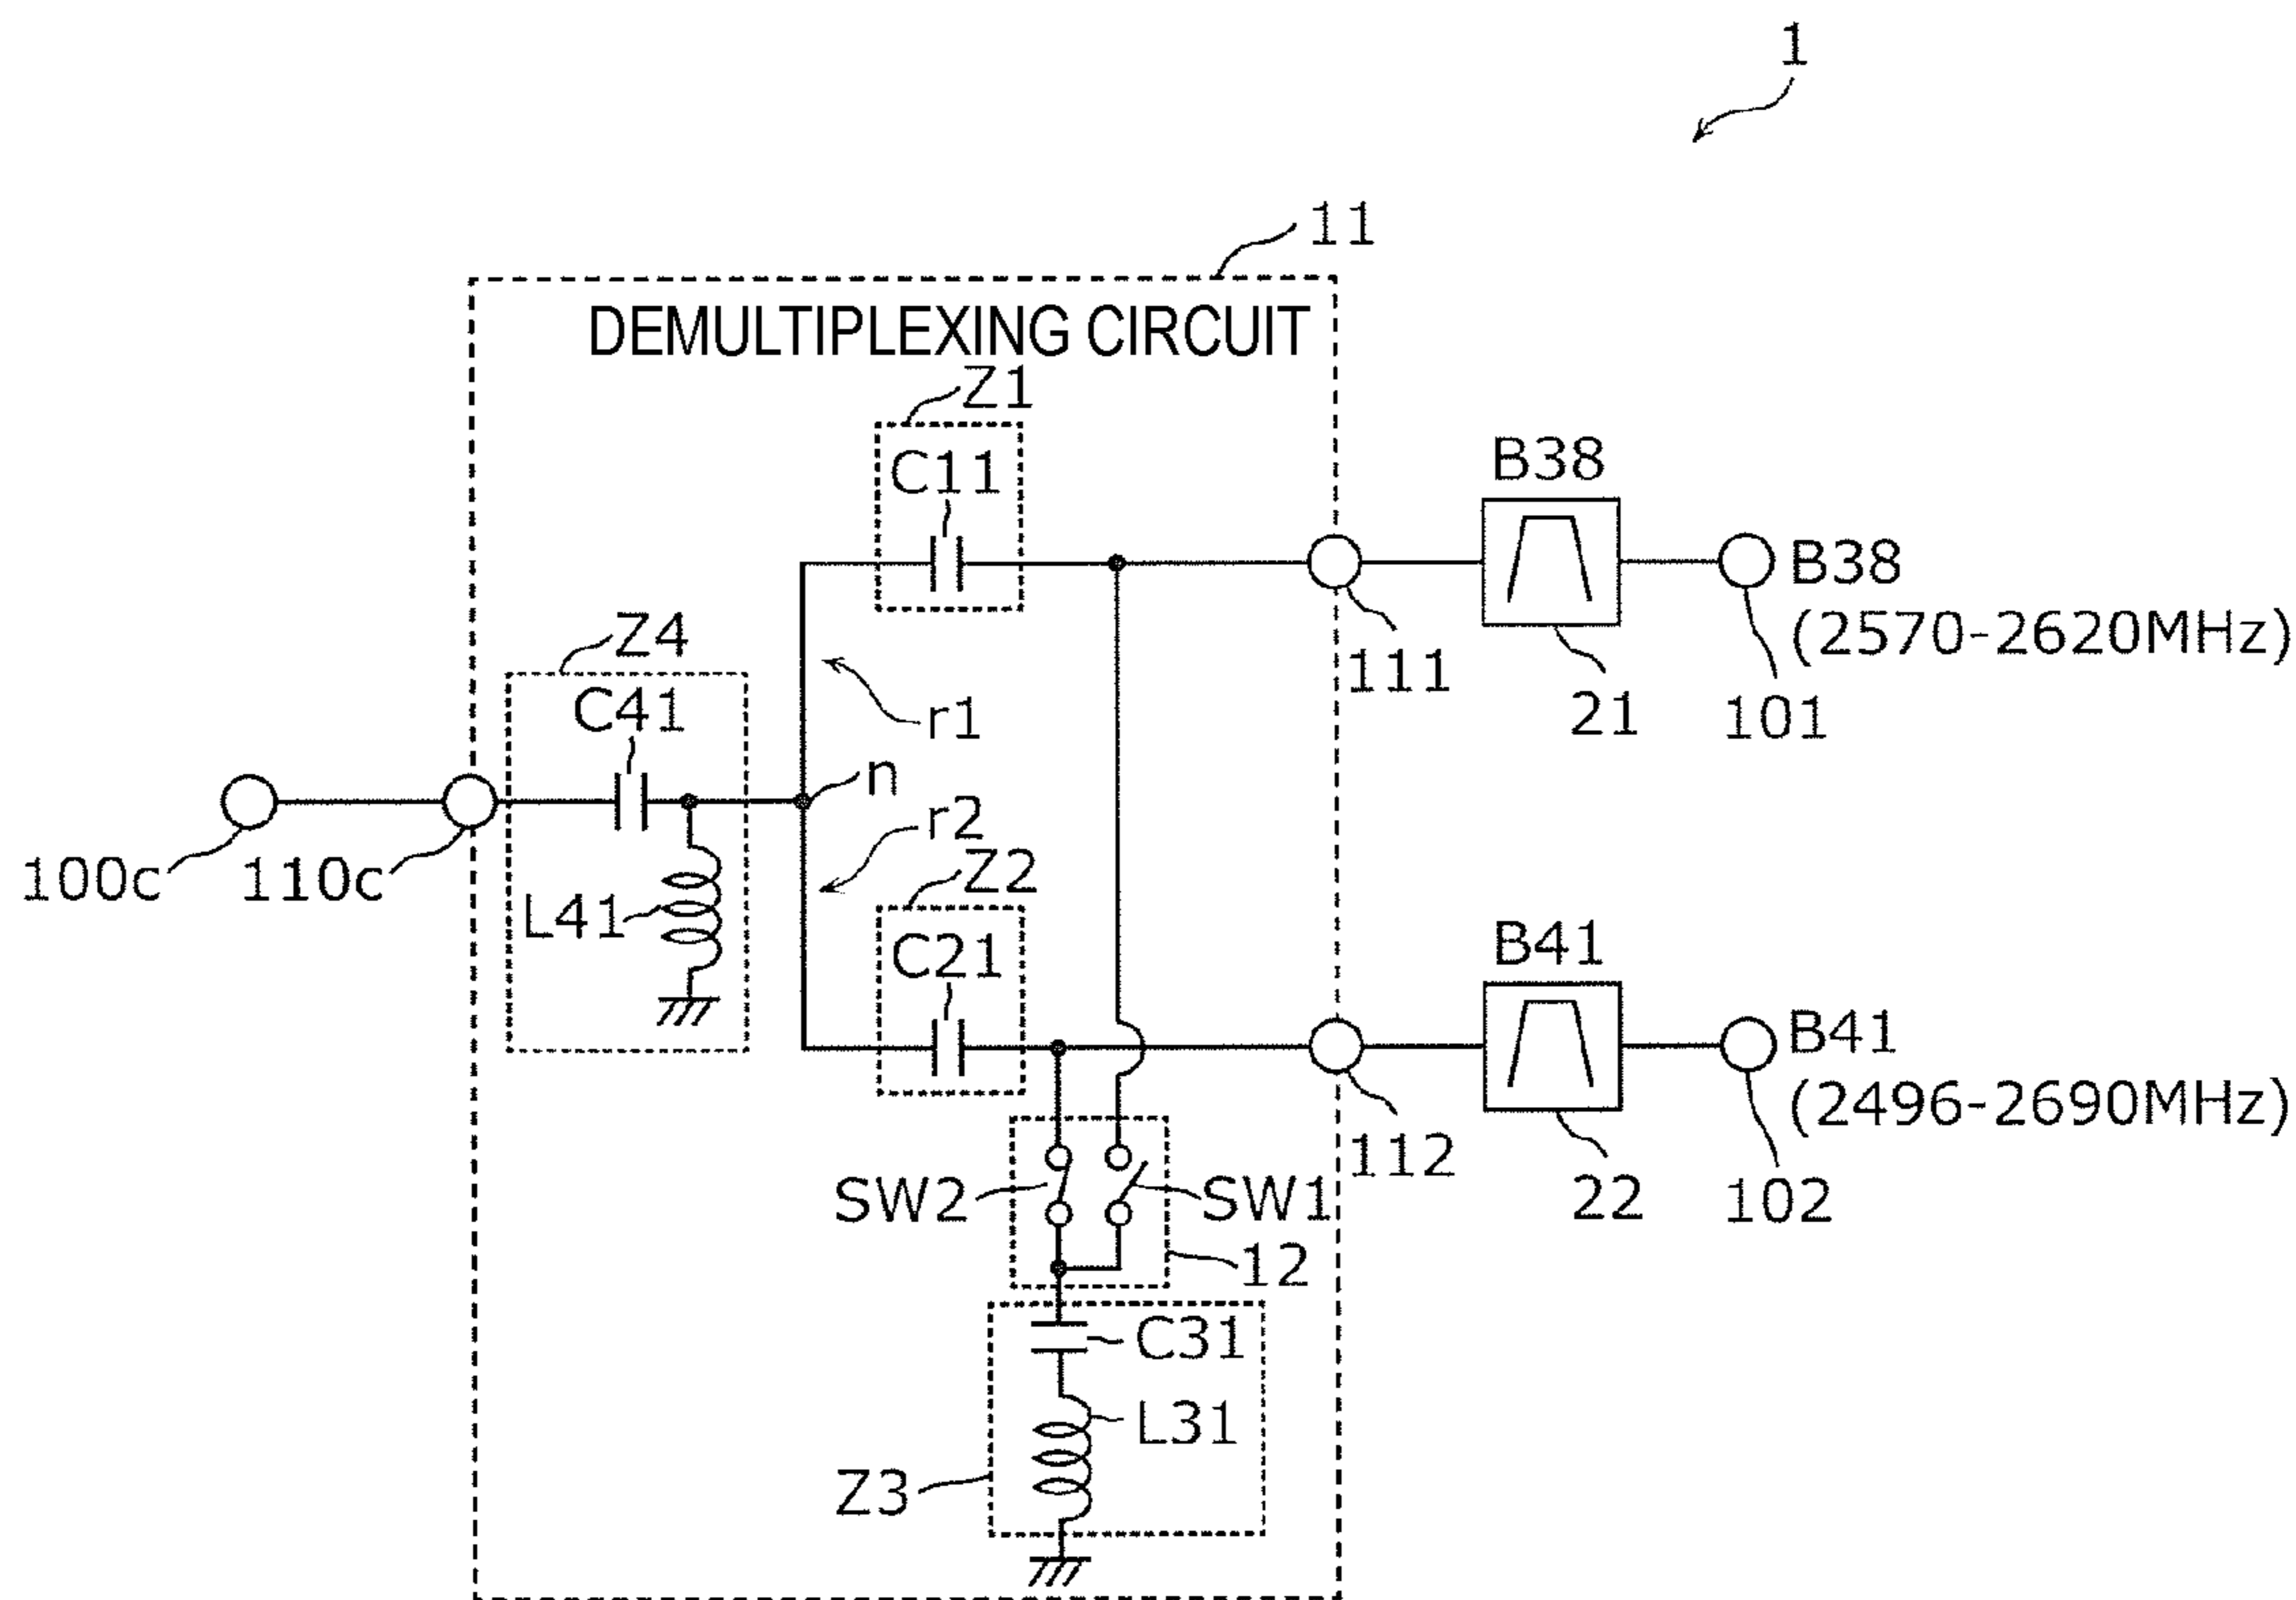 1
11
DEMULTIPLEXING CIRCUIT
Z1
C11
B38
B38
(2570-2620MHz)
Z4
C41
111
21
101
r1
n
r2
100c
110c
L41
Z2
C21
B41
B41
(2496-2690MHz)
112
22
102
SW2
SW1
12
C31
L31
Z3